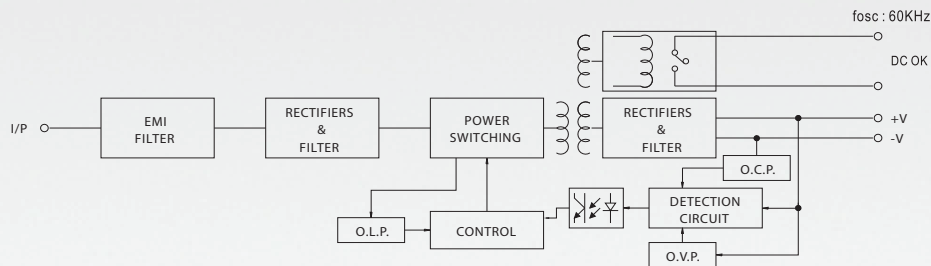 fosc : 60KHz
DC OK
I/P
EMI
FILTER
RECTIFIERS
&
FILTER
POWER
SWITCHING
RECTIFIERS
&
FILTER
+V
-V
O.C.P.
DETECTION
CIRCUIT
O.L.P.
CONTROL
O.V.P.